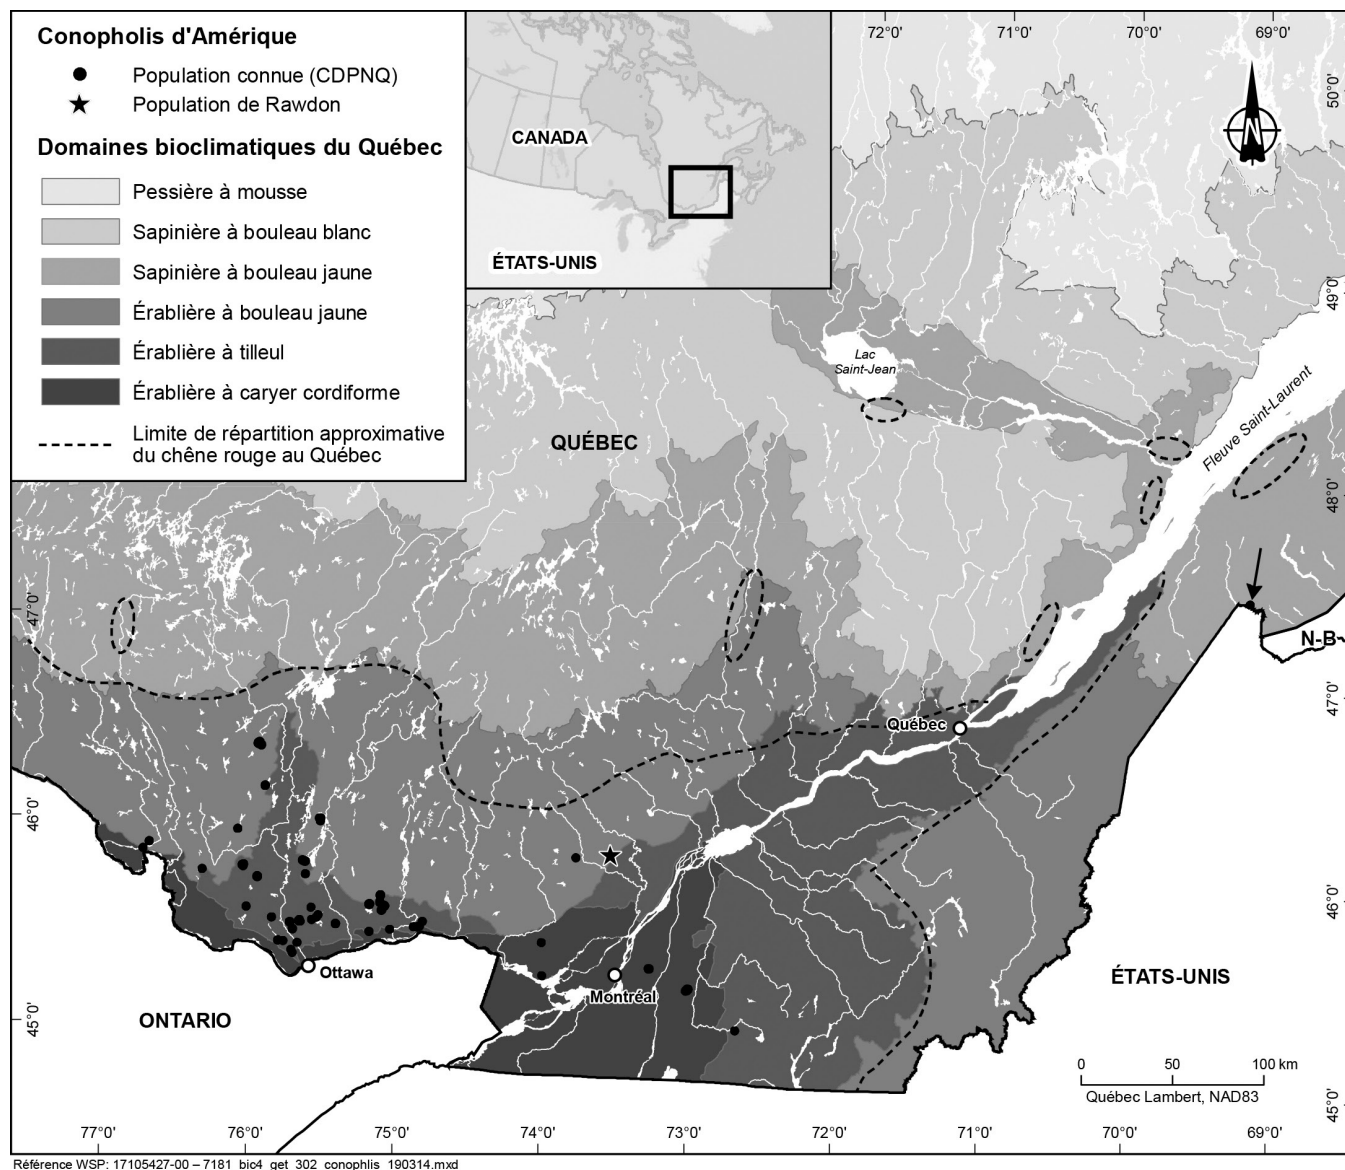 Conopholis d'Amérique
Population connue (CDPNQ)
Population de Rawdon
Domaines bioclimatiques du Québec
Pessière à mousse
Sapinière à bouleau blanc
Sapinière à bouleau jaune
Érablière à bouleau jaune
Érablière à tilleul
Érablière à caryer cordiforme
Limite de répartition approximative
du chêne rouge au Québec
CANADA
ÉTATS-UNIS
72°0' 71°0' 70°0' 69°0'
50°0'
N
49°0'
Lac
Saint-Jean
QUÉBEC
Fleuve Saint-Laurent
48°0'
47°0'
N-B
47°0'
Québec
46°0'
46°0'
Ottawa
Montréal
ÉTATS-UNIS
ONTARIO
45°0'
0 50 100 km
Québec Lambert, NAD83
45°0'
77°0' 76°0' 75°0' 74°0' 73°0' 72°0' 71°0' 70°0' 69°0'
Référence WSP: 17105427-00 – 7181_bio4_get_302_conophlis_190314.mxd